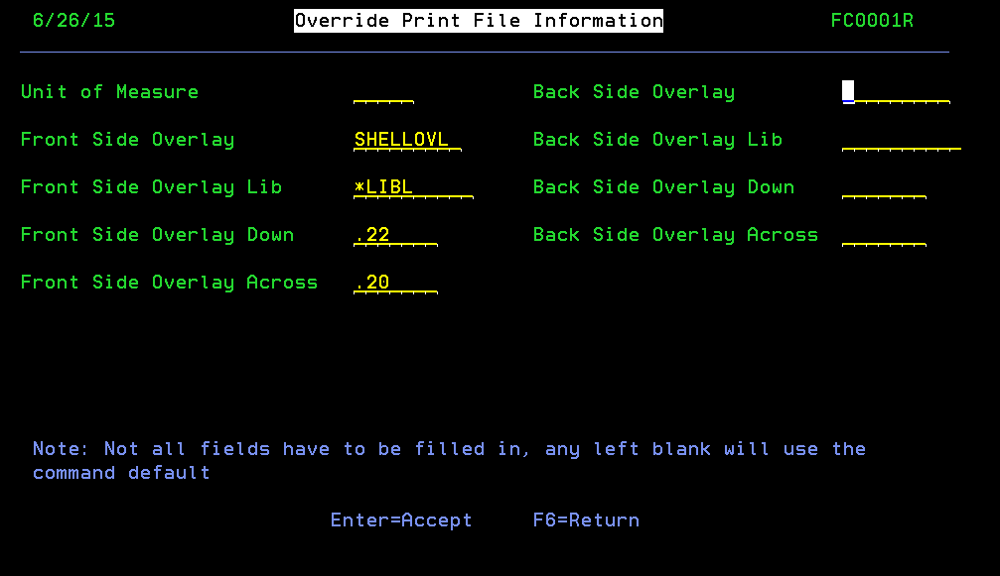 6/26/15 Override Print File Information FC0001R
Unit of Measure Back Side Overlay
Front Side Overlay SHELLOVL Back Side Overlay Lib
Front Side Overlay Lib *LIBL Back Side Overlay Down
Front Side Overlay Down .22 Back Side Overlay Across
Front Side Overlay Across .20
Note: Not all fields have to be filled in, any left blank will use the
command default
Enter=Accept F6=Return